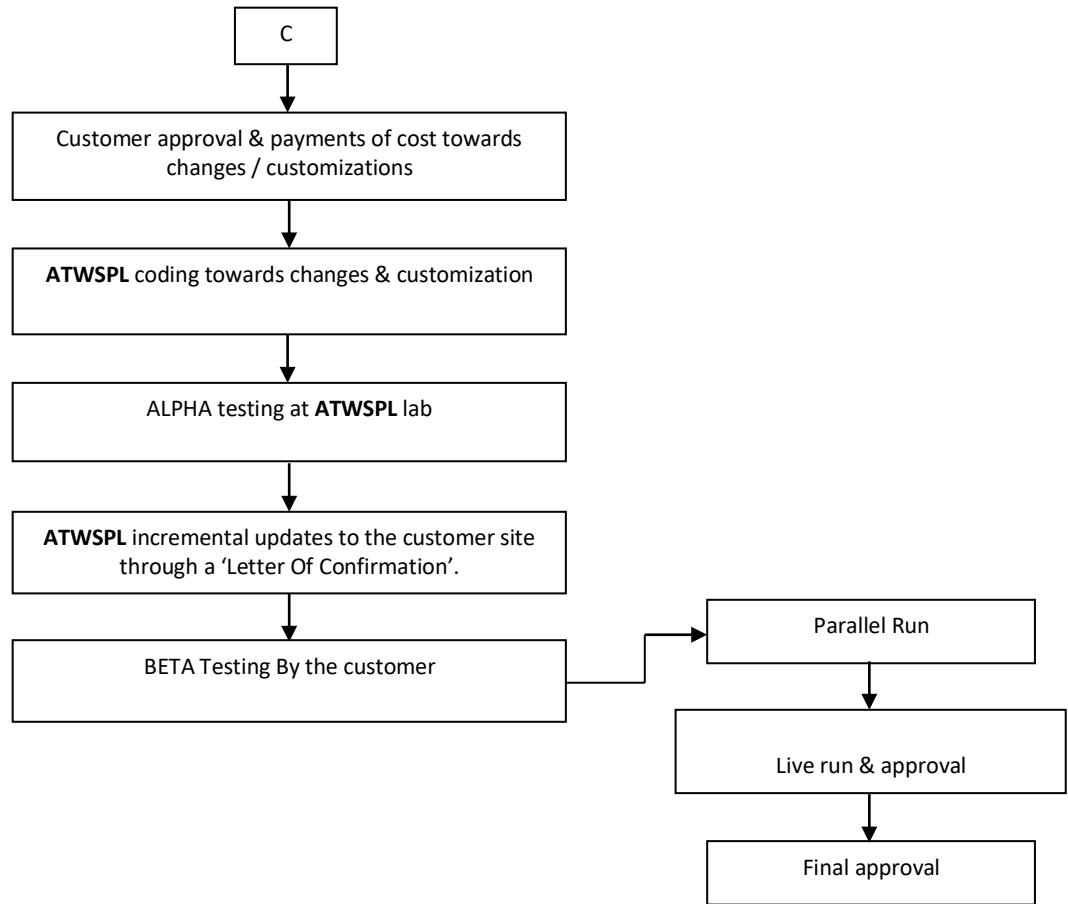 C
Customer approval & payments of cost towards
changes / customizations
ATWSPL coding towards changes & customization
ALPHA testing at ATWSPL lab
ATWSPL incremental updates to the customer site
through a ‘Letter Of Confirmation’.
BETA Testing By the customer
Parallel Run
Live run & approval
Final approval